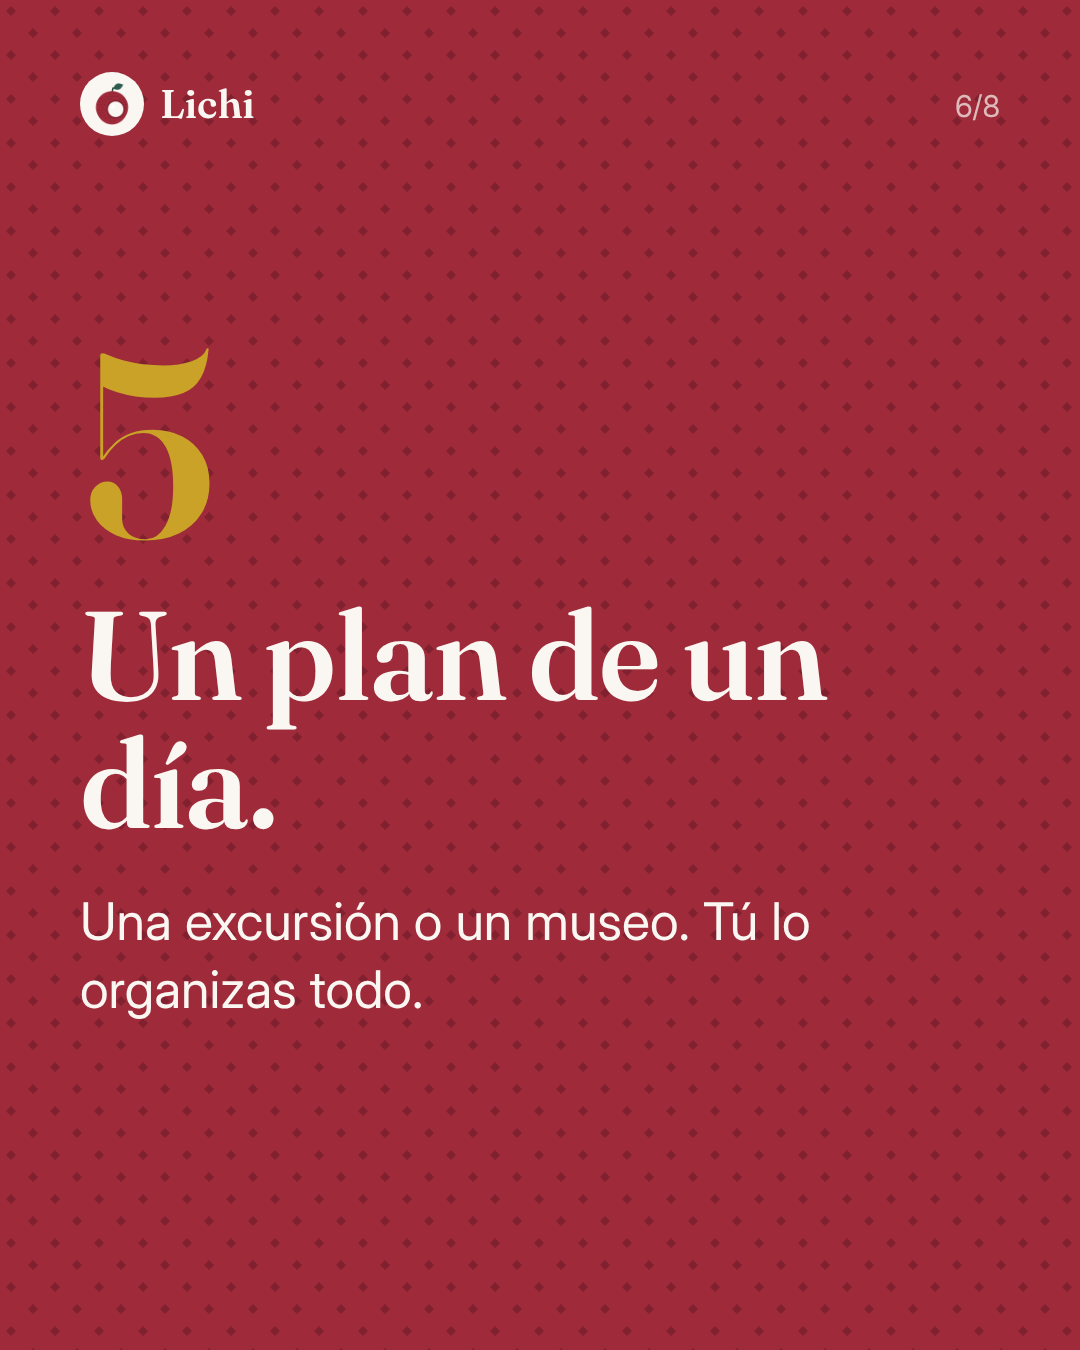 Lichi
6/8
5
Un plan de un
día.
Una excursión o un museo. Tú lo
organizas todo.